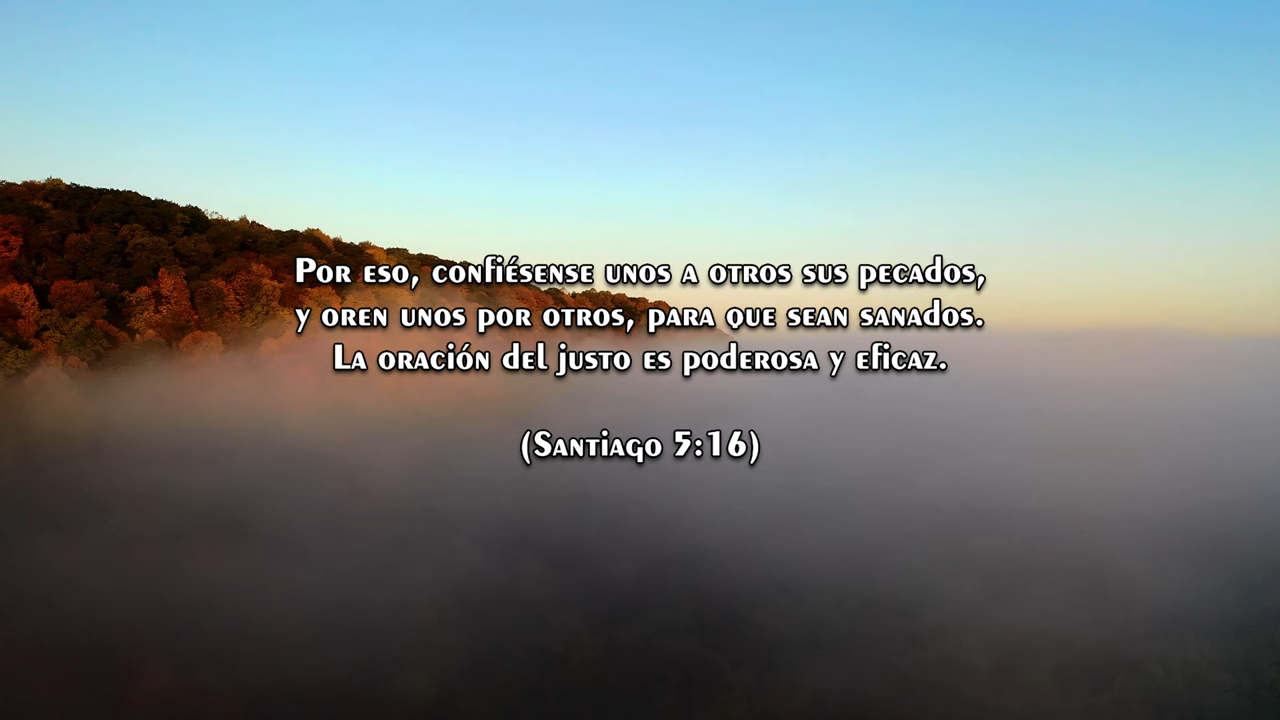 Por eso, confiésense unos a otros sus pecados,
y oren unos por otros, para que sean sanados.
La oración del justo es poderosa y eficaz.
(Santiago 5:16)